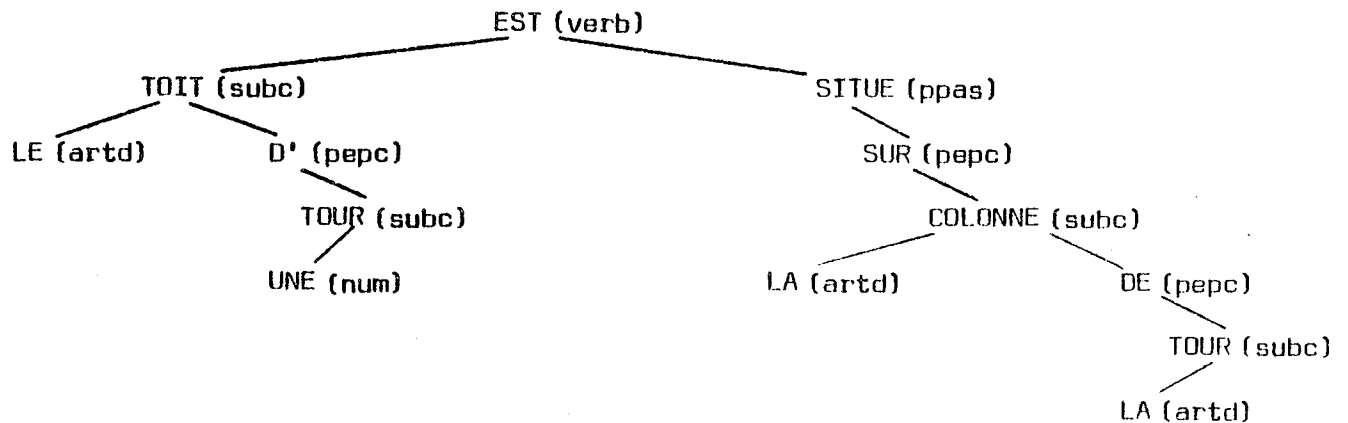 EST (verb)
TOIT (subc) SITUE (ppas)
LE (artd) D' (pepc) SUR (pepc)
TOUR (subc) COLONNE (subc)
UNE (num) LA (artd) DE (pepc)
TOUR (subc)
LA (artd)